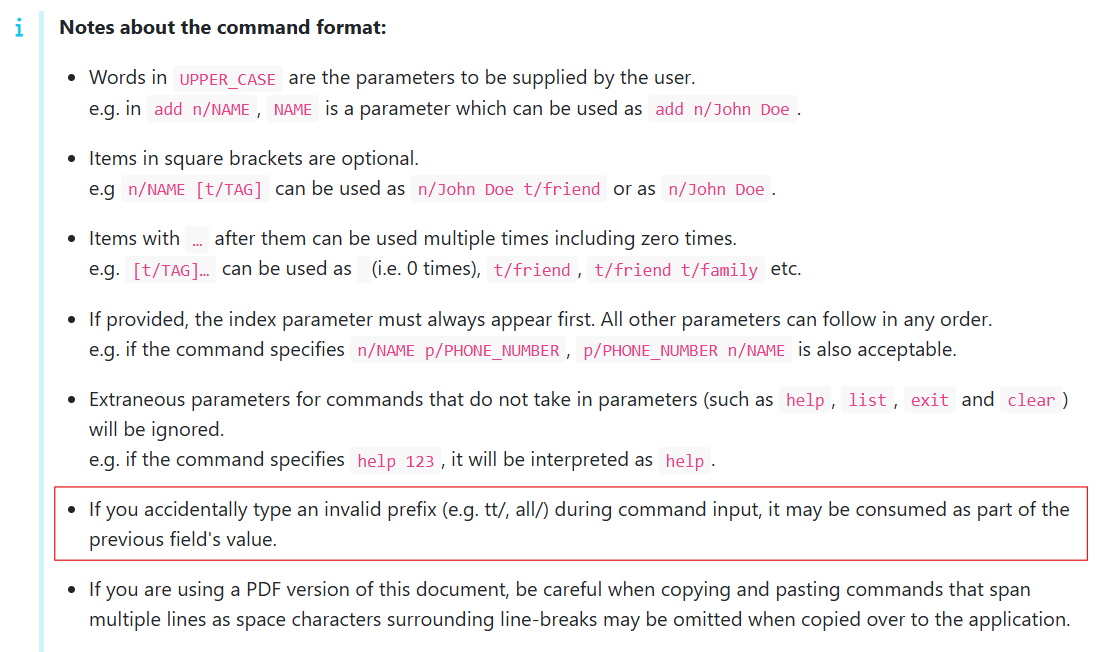 Notes about the command format:
Words in UPPER_CASE are the parameters to be supplied by the user.
e.g. in add n/NAME, NAME is a parameter which can be used as add n/John Doe.
Items in square brackets are optional.
e.g n/NAME [t/TAG] can be used as n/John Doe t/friend or as n/John Doe.
Items with … after them can be used multiple times including zero times.
e.g. [t/TAG]… can be used as (i.e. 0 times), t/friend, t/friend t/family etc.
If provided, the index parameter must always appear first. All other parameters can follow in any order.
e.g. if the command specifies n/NAME p/PHONE_NUMBER, p/PHONE_NUMBER n/NAME is also acceptable.
Extraneous parameters for commands that do not take in parameters (such as help, list, exit and clear)
will be ignored.
e.g. if the command specifies help 123, it will be interpreted as help.
If you accidentally type an invalid prefix (e.g. tt/, all/) during command input, it may be consumed as part of the
previous field's value.
If you are using a PDF version of this document, be careful when copying and pasting commands that span
multiple lines as space characters surrounding line-breaks may be omitted when copied over to the application.